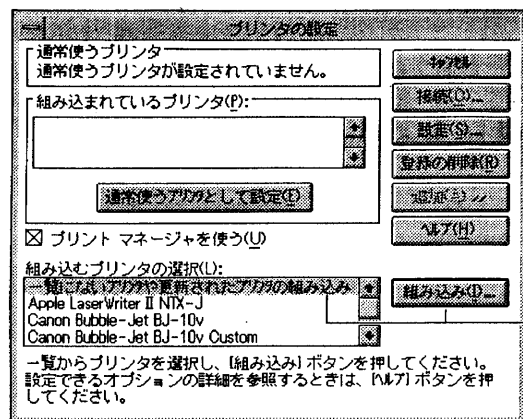 プリンタの設定
通常使うプリンタ
通常使うプリンタが設定されていません。
キャンセル
接続(C)...
組み込まれているプリンタ(P):
設定(S)...
登録の削除(R)
通常使うプリンタとして設定(E)
ヘルプ(H)
プリント マネージャを使う(U)
組み込むプリンタの選択(L):
一覧にないプリンタや更新されたプリンタの組み込み
組み込み(I)...
Apple LaserWriter II NTX-J
Canon Bubble-Jet BJ-10v
Canon Bubble-Jet BJ-10v Custom
一覧からプリンタを選択し、[組み込み] ボタンを押してください。
設定できるオプションの詳細を参照するときは、[ヘルプ] ボタンを押
してください。